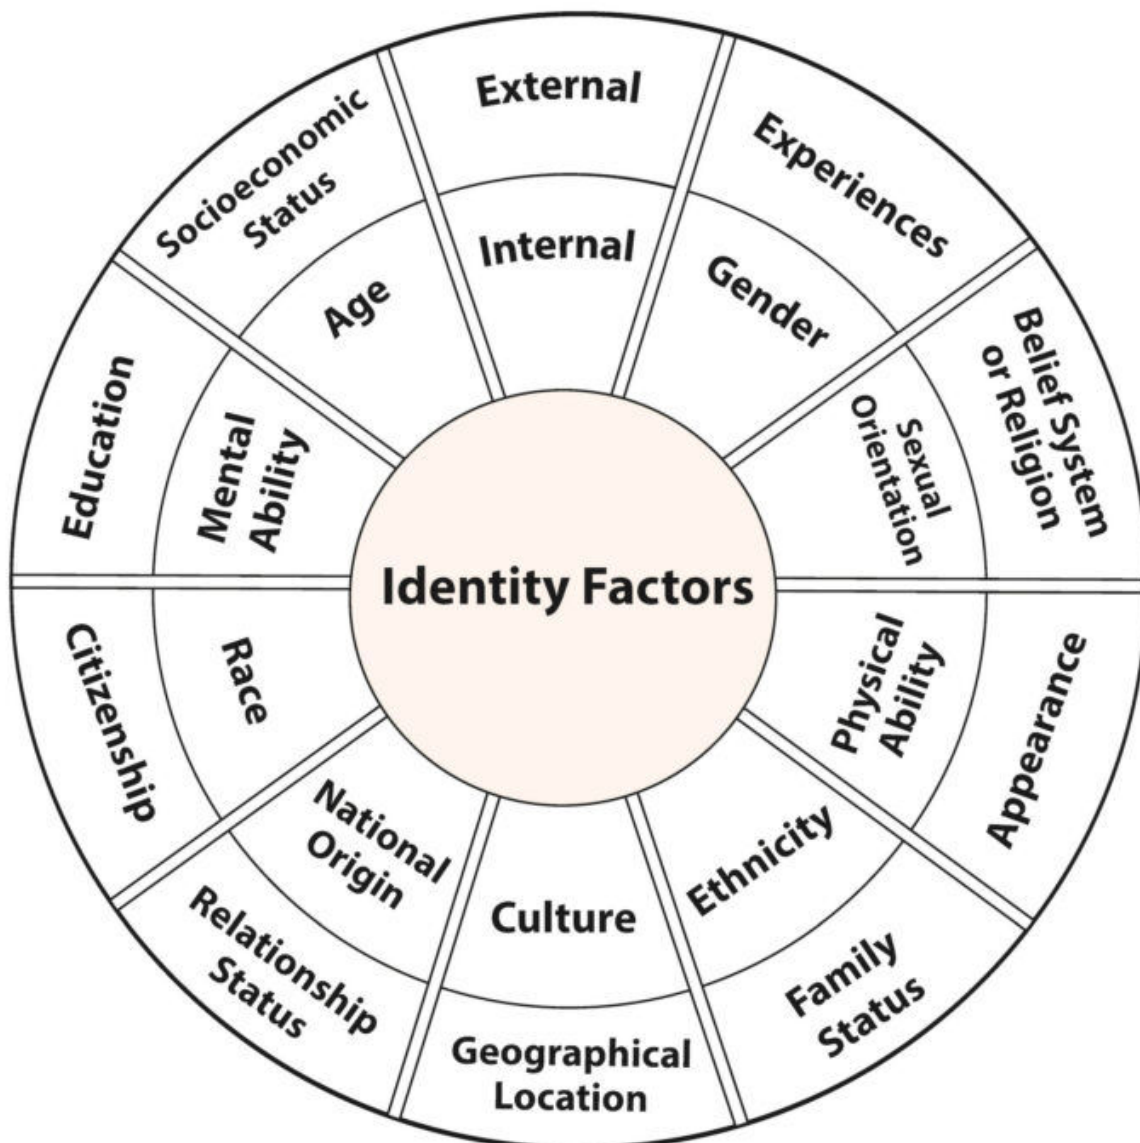 External
Internal
Experiences
Gender
Belief System
or Religion
Sexual
Orientation
Appearance
Physical
Ability
Family
Status
Ethnicity
Geographical
Location
Culture
Relationship
Status
National
Origin
Citizenship
Race
Education
Mental
Ability
Socioeconomic
Status
Age
Identity Factors